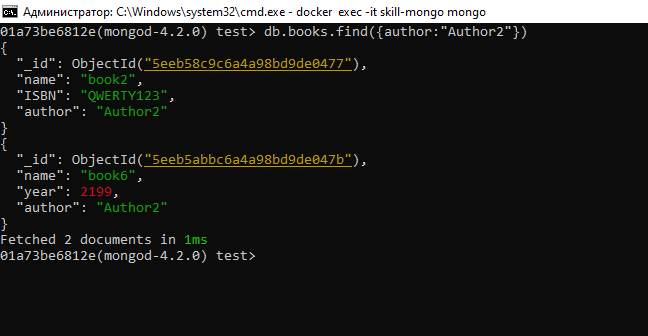 Администратор: C:\Windows\system32\cmd.exe - docker  exec -it skill-mongo mongo
01a73be6812e(mongod-4.2.0) test> db.books.find({author:"Author2"})
{
  "_id": ObjectId("5eeb58c9c6a4a98bd9de0477"),
  "name": "book2",
  "ISBN": "QWERTY123",
  "author": "Author2"
}
{
  "_id": ObjectId("5eeb5abbc6a4a98bd9de047b"),
  "name": "book6",
  "year": 2199,
  "author": "Author2"
}
Fetched 2 documents in 1ms
01a73be6812e(mongod-4.2.0) test>